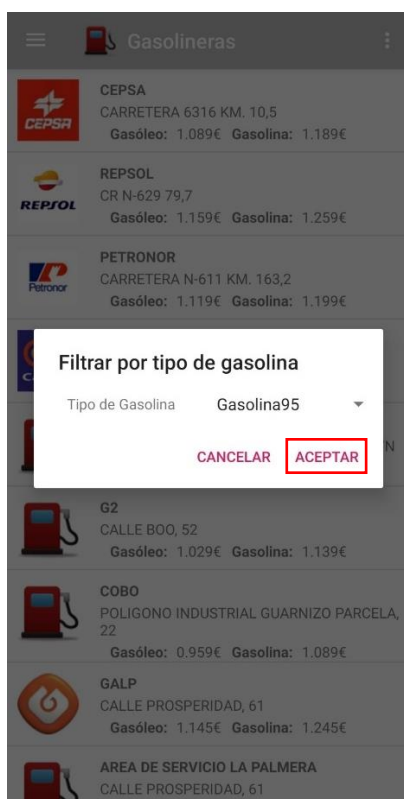 Gasolineras
CEPSA
CARRETERA 6316 KM. 10,5
CEPSA
Gasóleo: 1.089€ Gasolina: 1.189€
REPSOL
CR N-629 79,7
REPSOL
Gasóleo: 1.159€ Gasolina: 1.259€
PETRONOR
CARRETERA N-611 KM. 163,2
Petronor
Gasóleo: 1.119€ Gasolina: 1.199€
Filtrar por tipo de gasolina
Tipo de Gasolina Gasolina95
CANCELAR ACEPTAR
G2
CALLE BOO, 52
Gasóleo: 1.029€ Gasolina: 1.139€
COBO
POLIGONO INDUSTRIAL GUARNIZO PARCELA,
22
Gasóleo: 0.959€ Gasolina: 1.089€
GALP
CALLE PROSPERIDAD, 61
Gasóleo: 1.145€ Gasolina: 1.245€
AREA DE SERVICIO LA PALMERA
CALLE PROSPERIDAD, 61